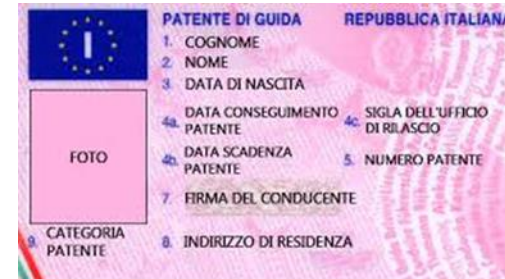 PATENTE DI GUIDA REPUBBLICA ITALIANA
I
1. COGNOME
2. NOME
3. DATA DI NASCITA
4a. DATA CONSEGUIMENTO PATENTE
4c. SIGLA DELL'UFFICIO DI RILASCIO
4b. DATA SCADENZA PATENTE
5. NUMERO PATENTE
FOTO
7. FIRMA DEL CONDUCENTE
9. CATEGORIA PATENTE
8. INDIRIZZO DI RESIDENZA